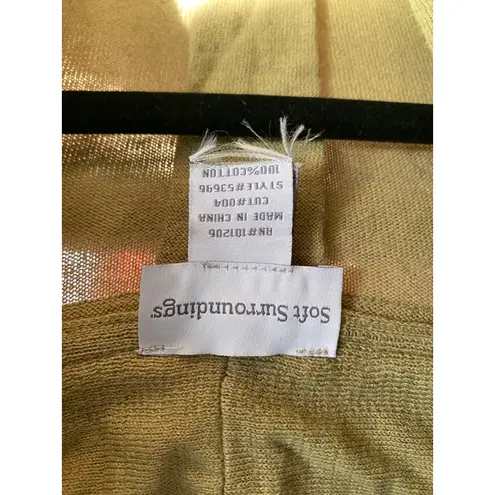 Soft Surroundings®
RN#101206
MADE IN CHINA
CUT#004
STYLE#53696
100%COTTON